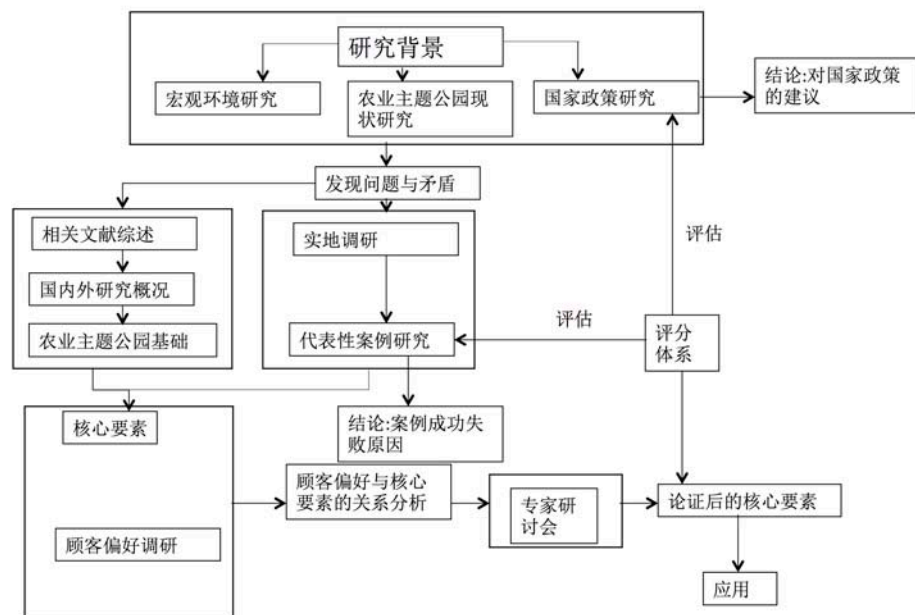 研究背景
宏观环境研究
农业主题公园现
状研究
国家政策研究
结论:对国家政策
的建议
发现问题与矛盾
相关文献综述
实地调研
评估
国内外研究概况
评估
农业主题公园基础
代表性案例研究
评分
体系
核心要素
结论:案例成功失
败原因
顾客偏好与核心
要素的关系分析
专家研
讨会
论证后的核心要素
顾客偏好调研
应用